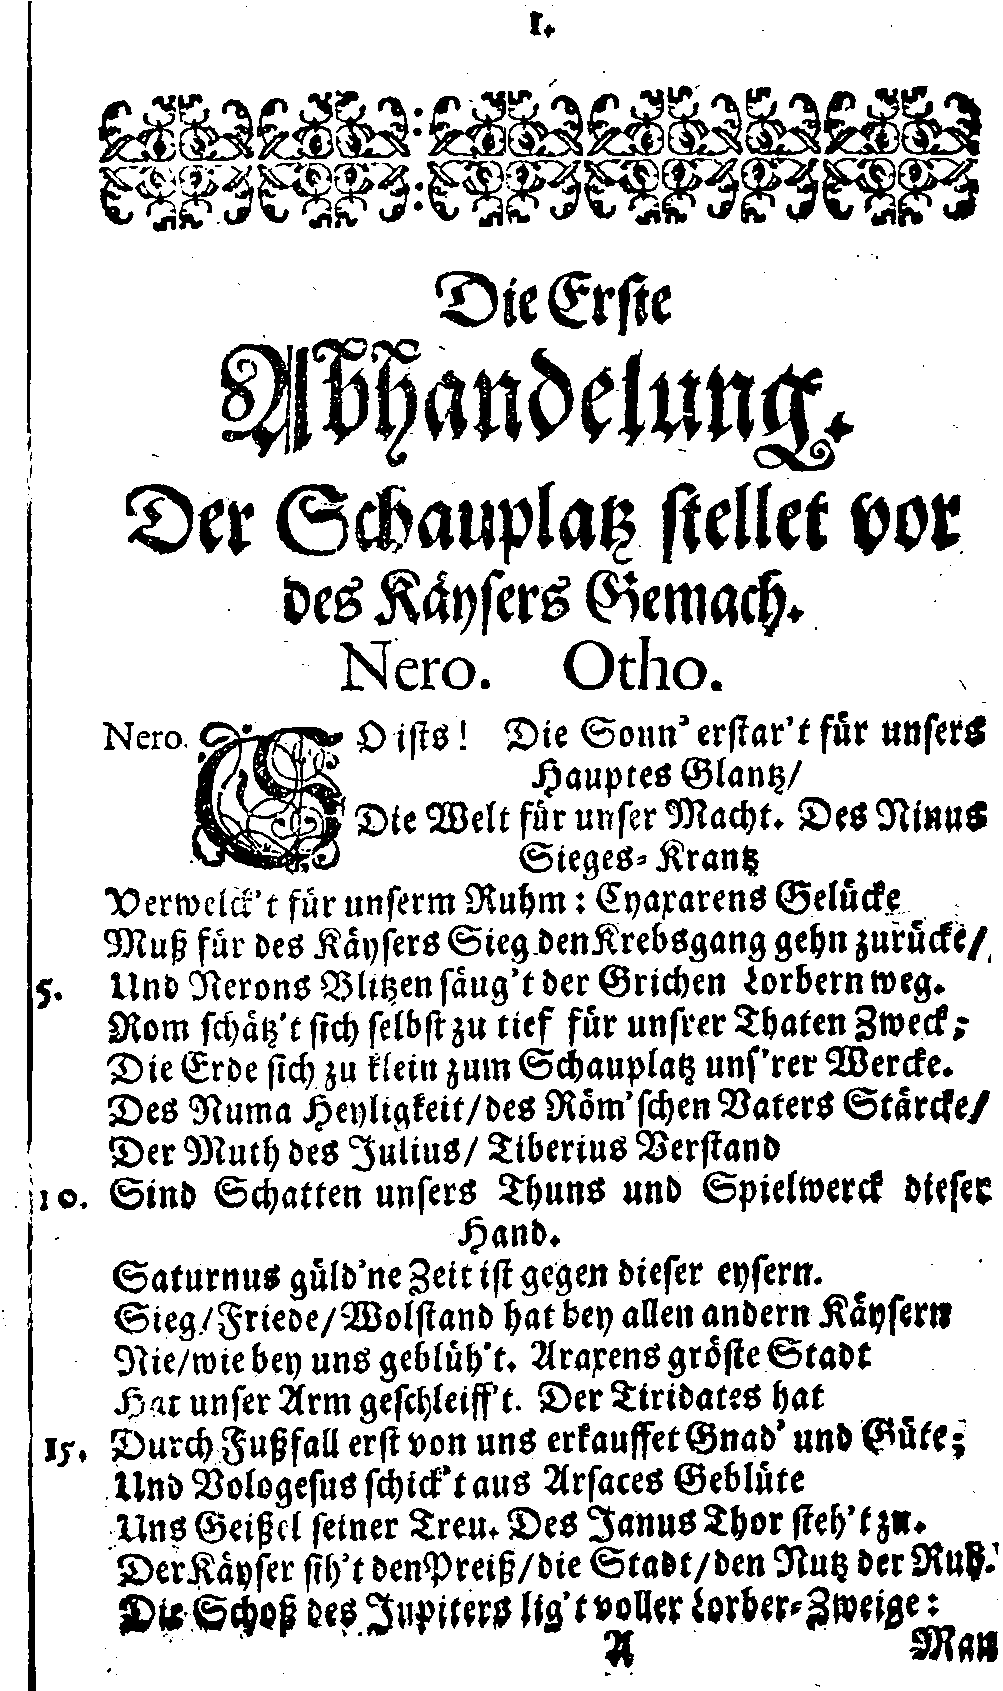 1.
Die Erste
Abhandelung.
Der Schauplatz stellet vor
des Käysers Gemach.
Nero. Otho.
Nero. SO ists! Die Sonn' erstar't für unsers
Hauptes Glantz/
Die Welt für unser Macht. Des Ninus
Sieges-Krantz
Verwelck't für unserm Ruhm: Cyaxarens Gelücke
Muß für des Käysers Sieg den Krebsgang gehn zurücke/
5. Und Nerons Blitzen säng't der Grichen Lorbern weg.
Rom schätz't sich selbst zu tief für unsrer Thaten Zweck;
Die Erde sich zu klein zum Schauplatz uns'rer Wercke.
Des Numa Heyligkeit/des Röm'schen Vaters Stärcke/
Der Muth des Julius/ Tiberius Verstand
10. Sind Schatten unsers Thuns und Spielwerck dieser
Hand.
Saturnus güld'ne Zeit ist gegen dieser eysern.
Sieg/Friede/Wolstand hat bey allen andern Käysern
Nie/wie bey uns geblüh't. Araxens gröste Stadt
Hat unser Arm geschleiff't. Der Tiridates hat
15. Durch Fußfall erst von uns erkauffet Gnad' und Güte;
Und Vologesus schick't aus Arsaces Geblüte
Uns Geißel seiner Treu. Des Janus Thor steh't zu.
Der Käyser sih't den Preiß/die Stadt/den Nutz der Ruh.
Die Schoß des Jupiters lig't voller Lorber-Zweige:
A Man